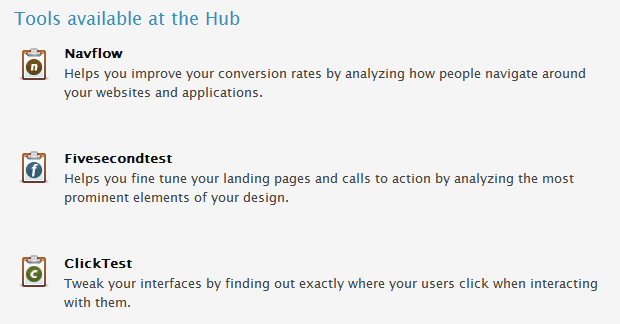 Tools available at the Hub
n
Navflow
Helps you improve your conversion rates by analyzing how people navigate around
your websites and applications.
f
Fivesecondtest
Helps you fine tune your landing pages and calls to action by analyzing the most
prominent elements of your design.
c
ClickTest
Tweak your interfaces by finding out exactly where your users click when interacting
with them.